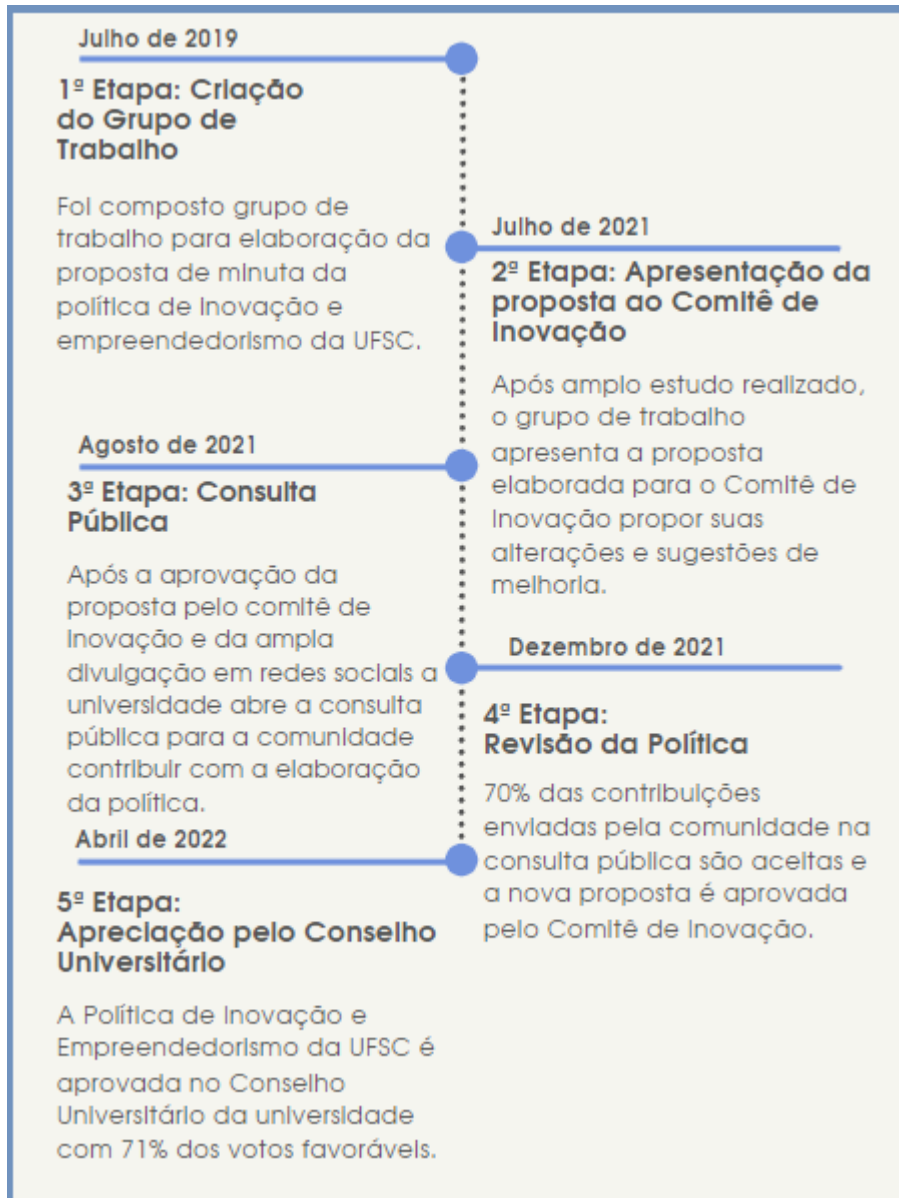 Julho de 2019
1ª Etapa: Criação
do Grupo de
Trabalho
Foi composto grupo de
trabalho para elaboração da
proposta de minuta da
política de inovação e
empreendedorismo da UFSC.
Julho de 2021
2ª Etapa: Apresentação da
proposta ao Comitê de
Inovação
Após amplo estudo realizado,
o grupo de trabalho
apresenta a proposta
elaborada para o Comitê de
Inovação propor suas
alterações e sugestões de
melhoria.
Agosto de 2021
3ª Etapa: Consulta
Pública
Após a aprovação da
proposta pelo comitê de
inovação e da ampla
divulgação em redes sociais a
universidade abre a consulta
pública para a comunidade
contribuir com a elaboração
da política.
Dezembro de 2021
4ª Etapa:
Revisão da Política
70% das contribuições
enviadas pela comunidade na
consulta pública são aceitas e
a nova proposta é aprovada
pelo Comitê de Inovação.
Abril de 2022
5ª Etapa:
Apreciação pelo Conselho
Universitário
A Política de Inovação e
Empreendedorismo da UFSC é
aprovada no Conselho
Universitário da universidade
com 71% dos votos favoráveis.